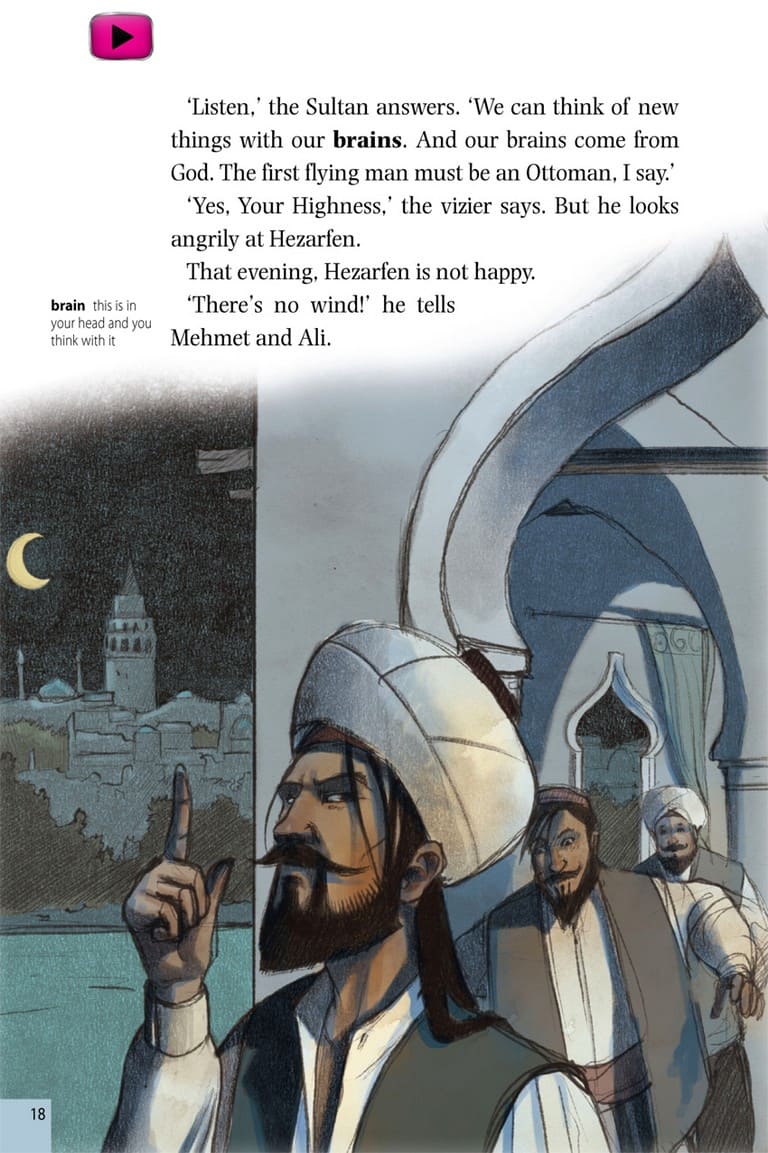 ‘Listen,’ the Sultan answers. ‘We can think of new
things with our brains. And our brains come from
God. The first flying man must be an Ottoman, I say.’
‘Yes, Your Highness,’ the vizier says. But he looks
angrily at Hezarfen.
That evening, Hezarfen is not happy.
‘There’s no wind!’ he tells
Mehmet and Ali.
brain this is in
your head and you
think with it
18